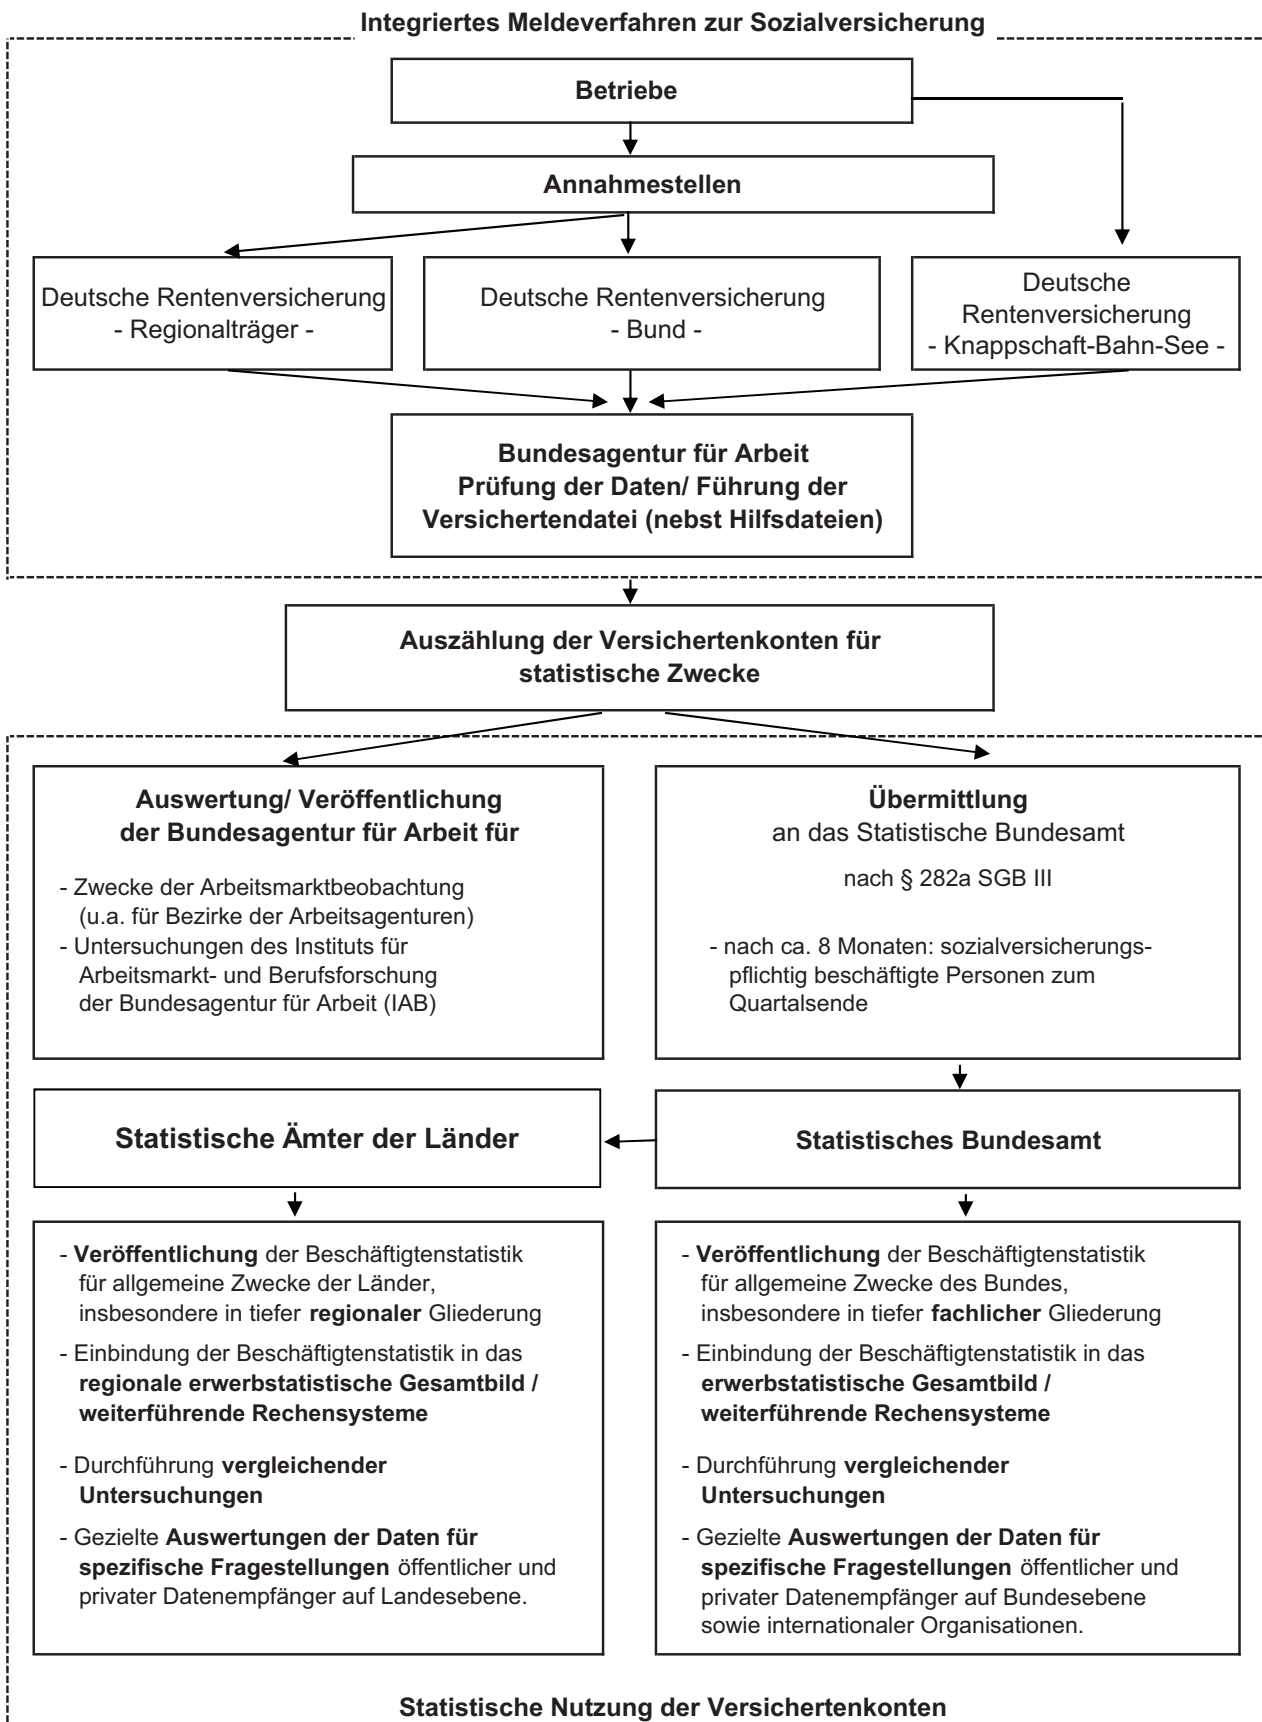 Integriertes Meldeverfahren zur Sozialversicherung
Betriebe
Annahmestellen
Deutsche Rentenversicherung
- Regionalträger -
Deutsche Rentenversicherung
- Bund -
Deutsche
Rentenversicherung
- Knappschaft-Bahn-See -
Bundesagentur für Arbeit
Prüfung der Daten/ Führung der
Versichertendatei (nebst Hilfsdateien)
Auszählung der Versichertenkonten für
statistische Zwecke
Auswertung/ Veröffentlichung
der Bundesagentur für Arbeit für
- Zwecke der Arbeitsmarktbeobachtung
(u.a. für Bezirke der Arbeitsagenturen)
- Untersuchungen des Instituts für
Arbeitsmarkt- und Berufsforschung
der Bundesagentur für Arbeit (IAB)
Übermittlung
an das Statistische Bundesamt
nach § 282a SGB III
- nach ca. 8 Monaten: sozialversicherungs-
pflichtig beschäftigte Personen zum
Quartalsende
Statistische Ämter der Länder
Statistisches Bundesamt
- Veröffentlichung der Beschäftigtenstatistik
für allgemeine Zwecke der Länder,
insbesondere in tiefer regionaler Gliederung
- Einbindung der Beschäftigtenstatistik in das
regionale erwerbstatistische Gesamtbild /
weiterführende Rechensysteme
- Durchführung vergleichender
Untersuchungen
- Gezielte Auswertungen der Daten für
spezifische Fragestellungen öffentlicher und
privater Datenempfänger auf Landesebene.
- Veröffentlichung der Beschäftigtenstatistik
für allgemeine Zwecke des Bundes,
insbesondere in tiefer fachlicher Gliederung
- Einbindung der Beschäftigtenstatistik in das
erwerbstatistische Gesamtbild /
weiterführende Rechensysteme
- Durchführung vergleichender
Untersuchungen
- Gezielte Auswertungen der Daten für
spezifische Fragestellungen öffentlicher und
privater Datenempfänger auf Bundesebene
sowie internationaler Organisationen.
Statistische Nutzung der Versichertenkonten